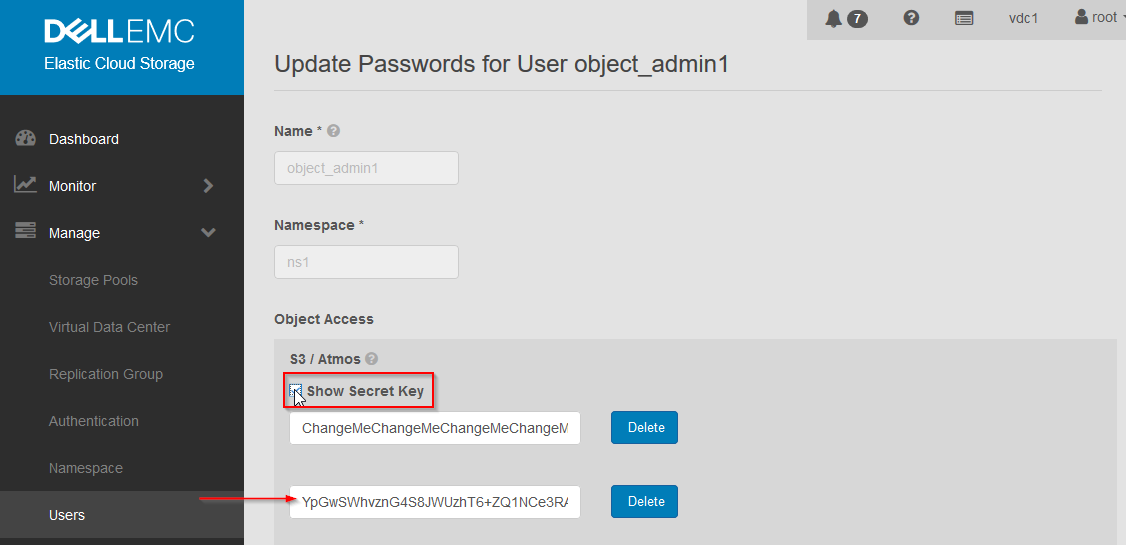 DELLEMC
Elastic Cloud Storage
7
vdc1
root
Update Passwords for User object_admin1
Dashboard
Monitor
Manage
Storage Pools
Virtual Data Center
Replication Group
Authentication
Namespace
Users
Name *
object_admin1
Namespace *
ns1
Object Access
S3 / Atmos
Show Secret Key
ChangeMeChangeMeChangeMeChangeM
Delete
YpGwSWhvznG4S8JWUzhT6+ZQ1NCe3RA
Delete